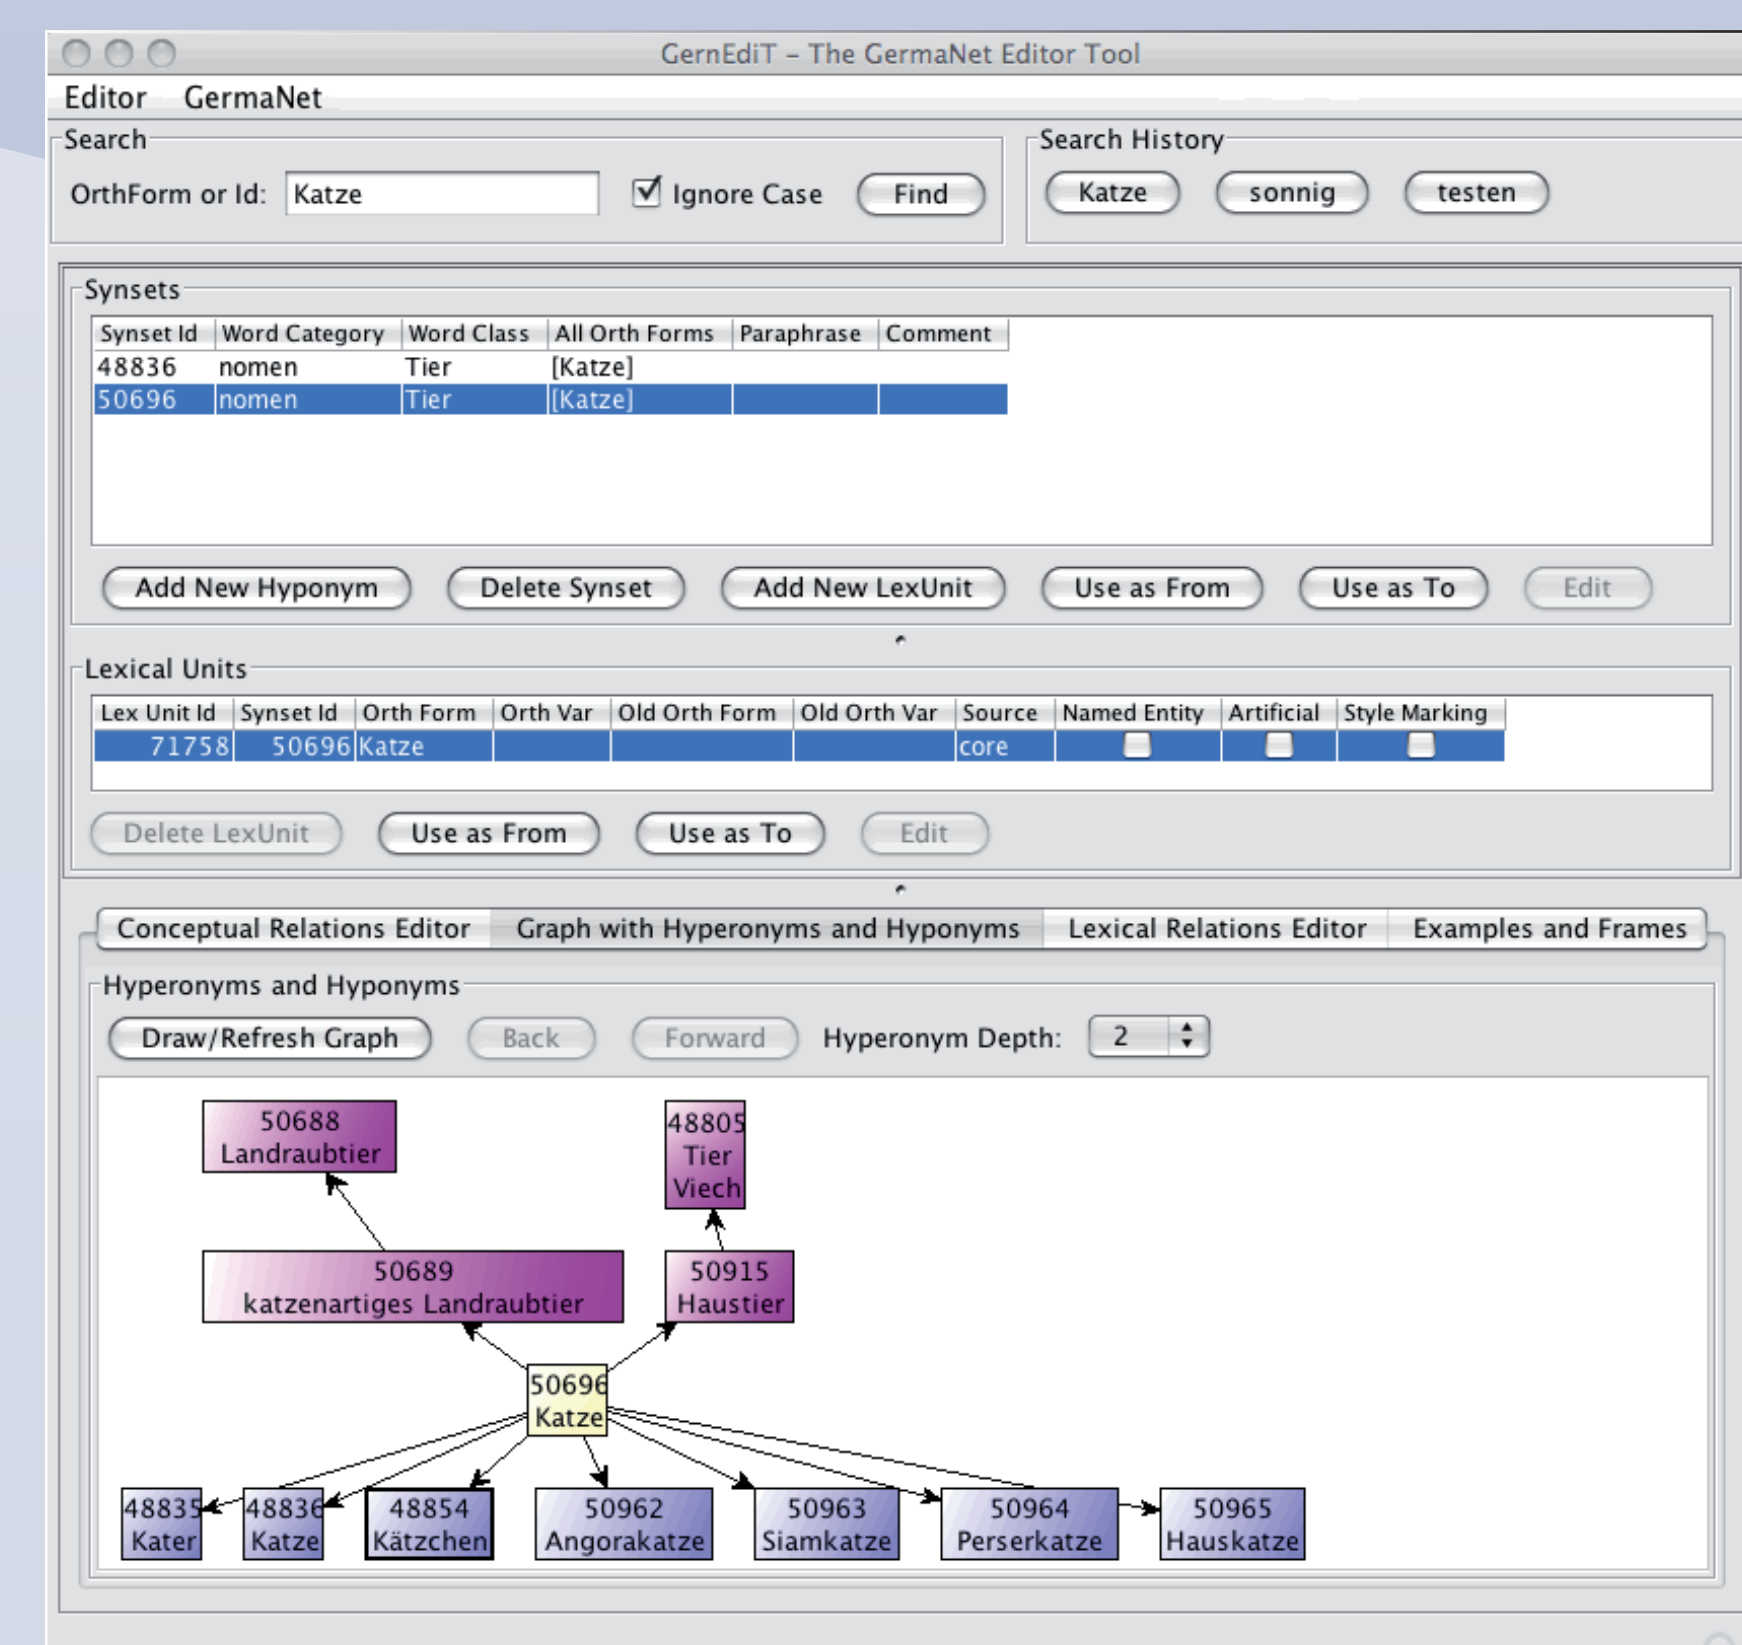 GernEdiT – The GermaNet Editor Tool
Editor GermaNet
Search
OrthForm or Id: Katze Ignore Case Find
Search History
Katze sonnig testen
Synsets
Synset Id Word Category Word Class All Orth Forms Paraphrase Comment
48836 nomen Tier [Katze]
50696 nomen Tier [Katze]
Add New Hyponym Delete Synset Add New LexUnit Use as From Use as To Edit
Lexical Units
Lex Unit Id Synset Id Orth Form Orth Var Old Orth Form Old Orth Var Source Named Entity Artificial Style Marking
71758 50696 Katze core
Delete LexUnit Use as From Use as To Edit
Conceptual Relations Editor Graph with Hyperonyms and Hyponyms Lexical Relations Editor Examples and Frames
Hyperonyms and Hyponyms
Draw/Refresh Graph Back Forward Hyperonym Depth: 2
50688
Landraubtier
48805
Tier
Viech
50689
katzenartiges Landraubtier
50915
Haustier
50696
Katze
48835
Kater
48836
Katze
48854
Kätzchen
50962
Angorakatze
50963
Siamkatze
50964
Perserkatze
50965
Hauskatze